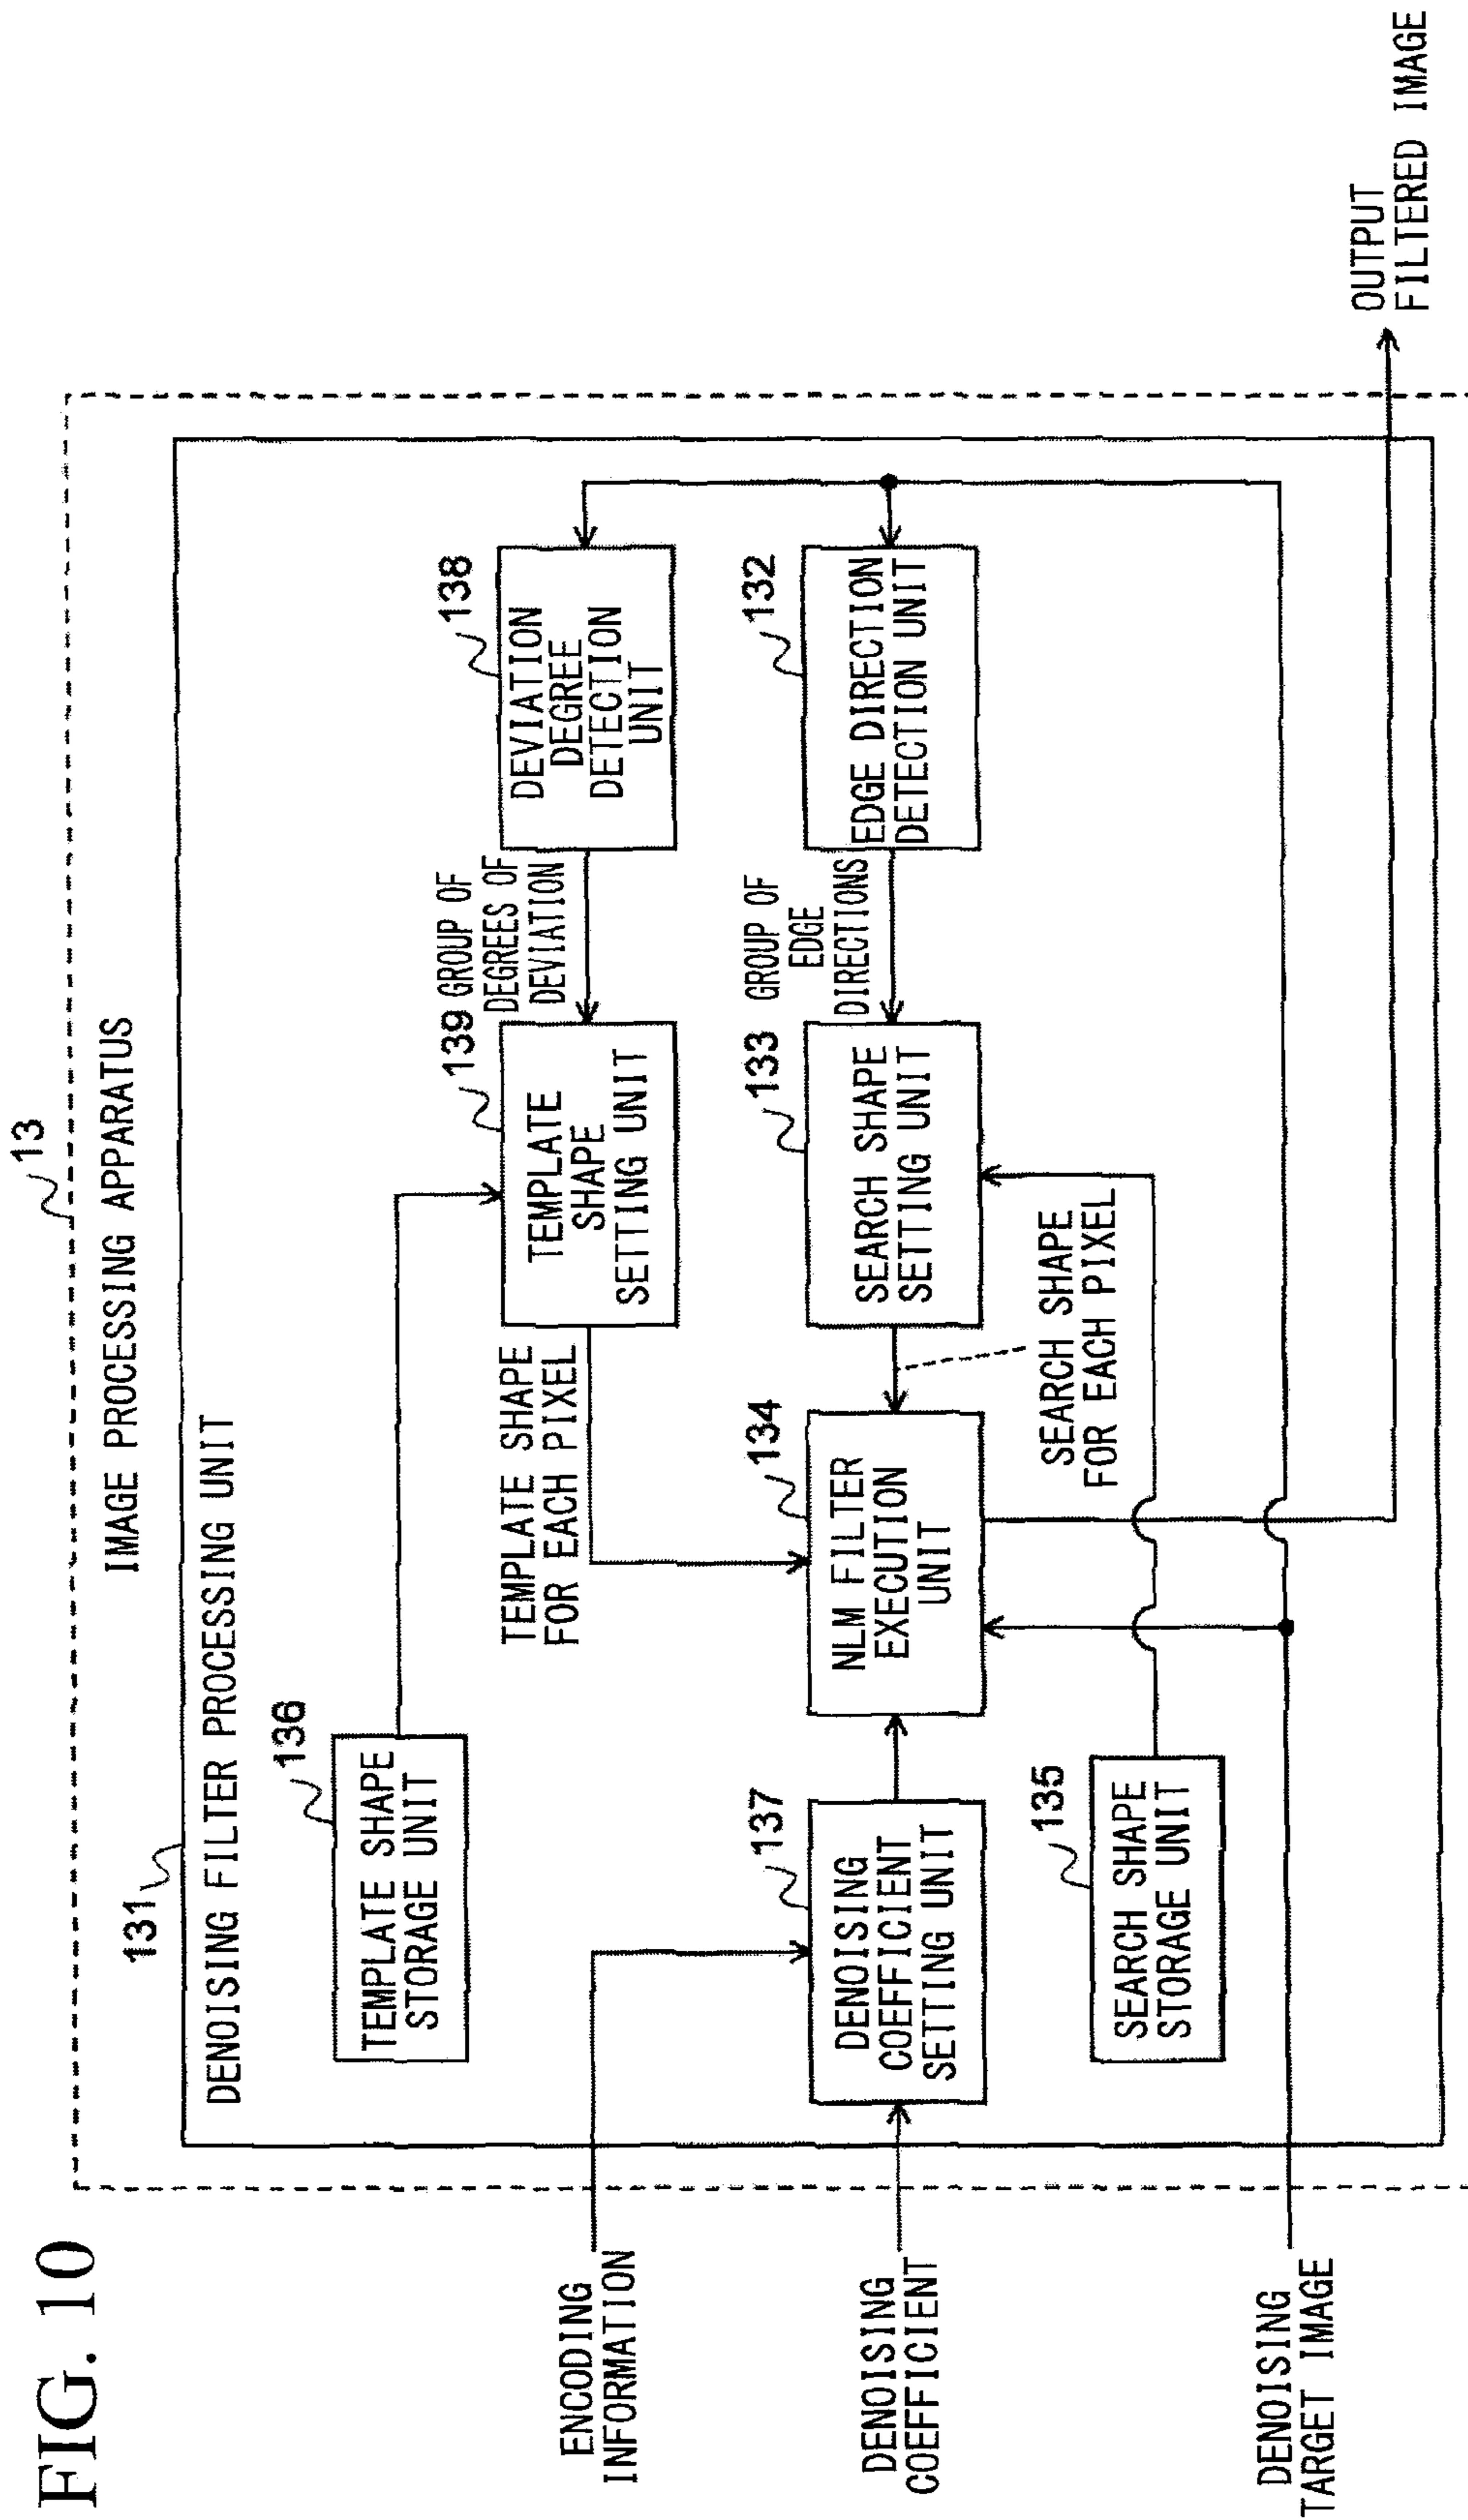 FIG. 10
13
IMAGE PROCESSING APPARATUS
131
DENOISING FILTER PROCESSING UNIT
136
TEMPLATE SHAPE
STORAGE UNIT
139
TEMPLATE
SHAPE
SETTING UNIT
GROUP OF
DEGREES OF
DEVIATION
138
DEVIATION
DEGREE
DETECTION
UNIT
TEMPLATE SHAPE
FOR EACH PIXEL
ENCODING
INFORMATION
137
DENOISING
COEFFICIENT
SETTING UNIT
134
NLM FILTER
EXECUTION
UNIT
133
SEARCH SHAPE
SETTING UNIT
GROUP OF
EDGE
DIRECTIONS
132
EDGE DIRECTION
DETECTION UNIT
DENOISING
COEFFICIENT
135
SEARCH SHAPE
STORAGE UNIT
SEARCH SHAPE
FOR EACH PIXEL
DENOISING
TARGET IMAGE
OUTPUT
FILTERED IMAGE